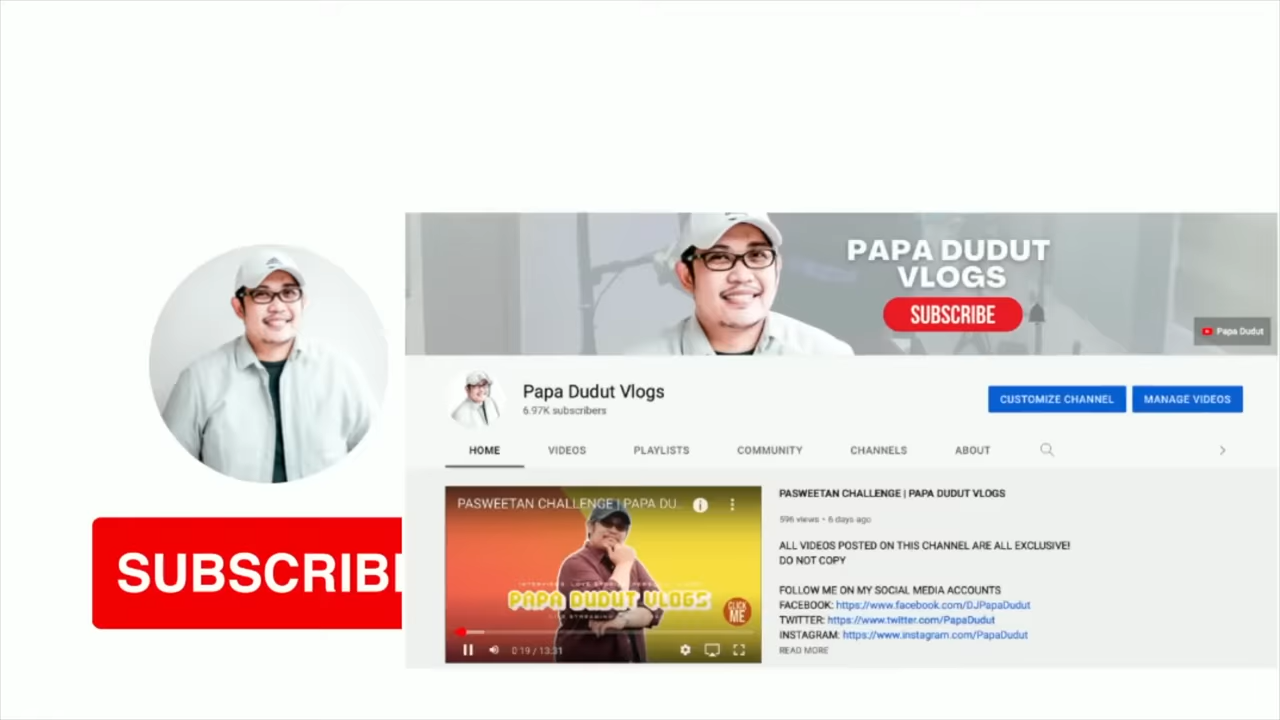 PAPA DUDUT
VLOGS
SUBSCRIBE
Papa Dudut
Papa Dudut Vlogs
6.97K subscribers
CUSTOMIZE CHANNEL
MANAGE VIDEOS
HOME
VIDEOS
PLAYLISTS
COMMUNITY
CHANNELS
ABOUT
PASWEETAN CHALLENGE | PAPA DU...
PAPA DUDUT VLOGS
CLICK
ME
0:19 / 13:31
PASWEETAN CHALLENGE | PAPA DUDUT VLOGS
596 views • 6 days ago
ALL VIDEOS POSTED ON THIS CHANNEL ARE ALL EXCLUSIVE!
DO NOT COPY
FOLLOW ME ON MY SOCIAL MEDIA ACCOUNTS
FACEBOOK: https://www.facebook.com/DJPapaDudut
TWITTER: https://www.twitter.com/PapaDudut
INSTAGRAM: https://www.instagram.com/PapaDudut
READ MORE
SUBSCRIB